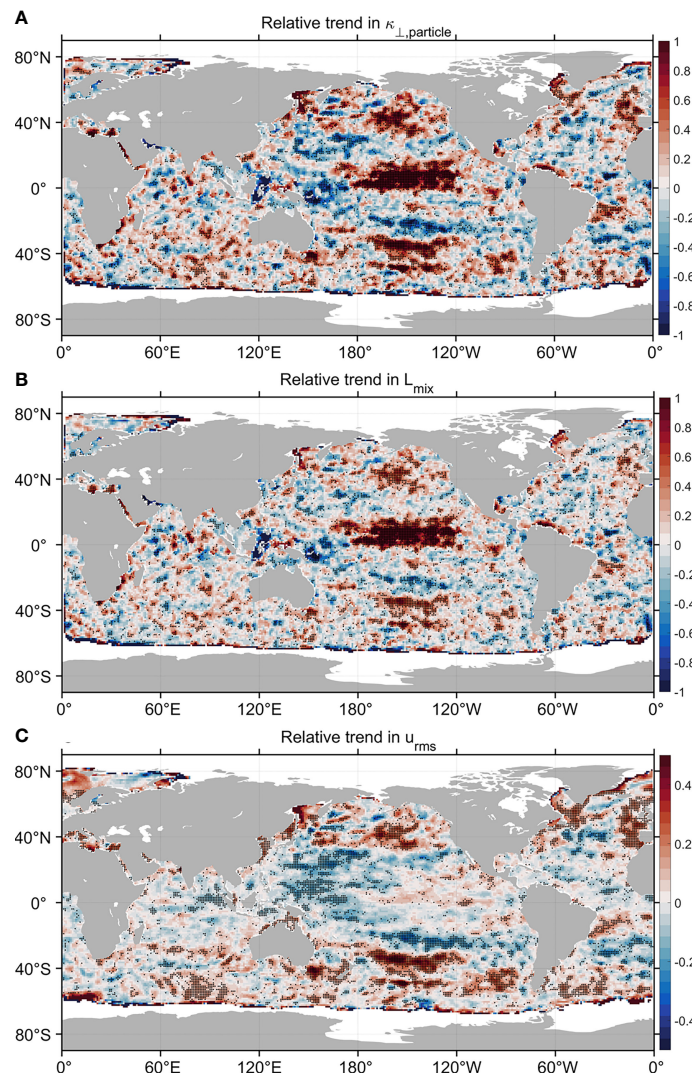 A
Relative trend in κ⊥,particle
80°N
40°N
0°
40°S
80°S
0° 60°E 120°E 180° 120°W 60°W 0°
1
0.8
0.6
0.4
0.2
0
-0.2
-0.4
-0.6
-0.8
-1
B
Relative trend in Lmix
80°N
40°N
0°
40°S
80°S
0° 60°E 120°E 180° 120°W 60°W 0°
1
0.8
0.6
0.4
0.2
0
-0.2
-0.4
-0.6
-0.8
-1
C
Relative trend in urms
80°N
40°N
0°
40°S
80°S
0° 60°E 120°E 180° 120°W 60°W 0°
0.4
0.2
0
-0.2
-0.4